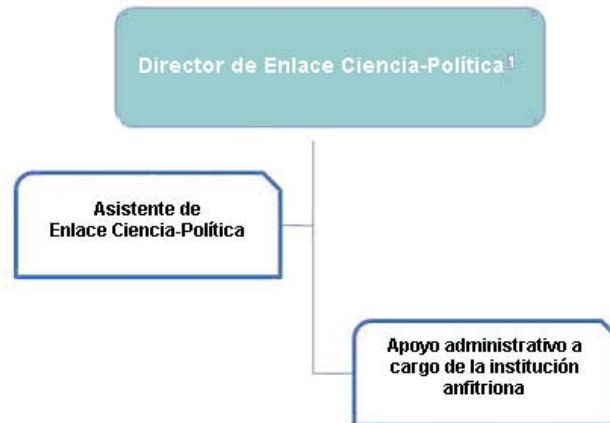 Director de Enlace Ciencia-Política¹
Asistente de
Enlace Ciencia-Política
Apoyo administrativo a
cargo de la institución
anfitriona